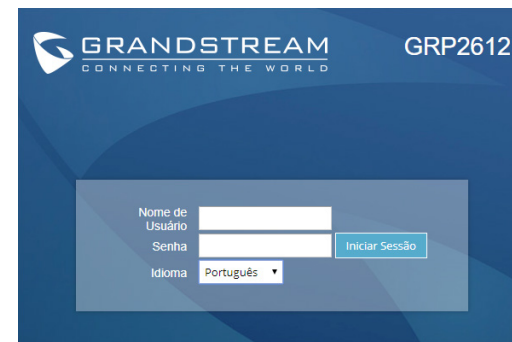 GRANDSTREAM
CONNECTING THE WORLD
GRP2612
Nome de
Usuário
Senha
Iniciar Sessão
Idioma
Português